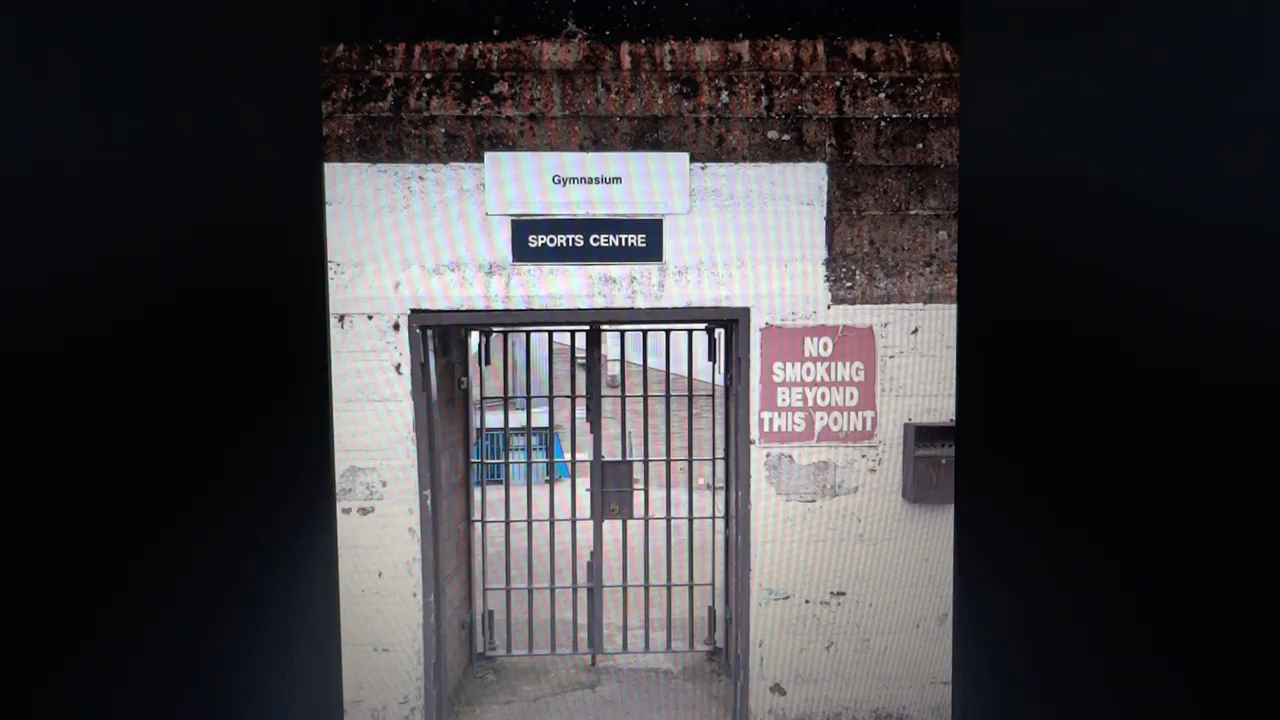 Gymnasium
SPORTS CENTRE
NO
SMOKING
BEYOND
THIS POINT